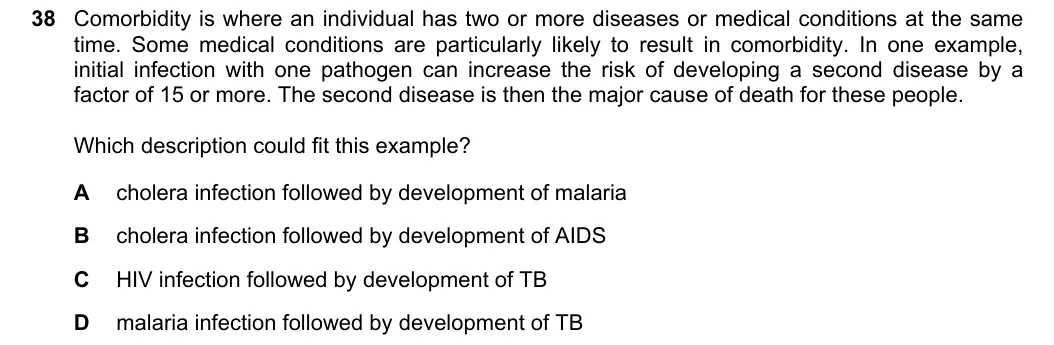 38 Comorbidity is where an individual has two or more diseases or medical conditions at the same
time. Some medical conditions are particularly likely to result in comorbidity. In one example,
initial infection with one pathogen can increase the risk of developing a second disease by a
factor of 15 or more. The second disease is then the major cause of death for these people.
Which description could fit this example?
A cholera infection followed by development of malaria
B cholera infection followed by development of AIDS
C HIV infection followed by development of TB
D malaria infection followed by development of TB